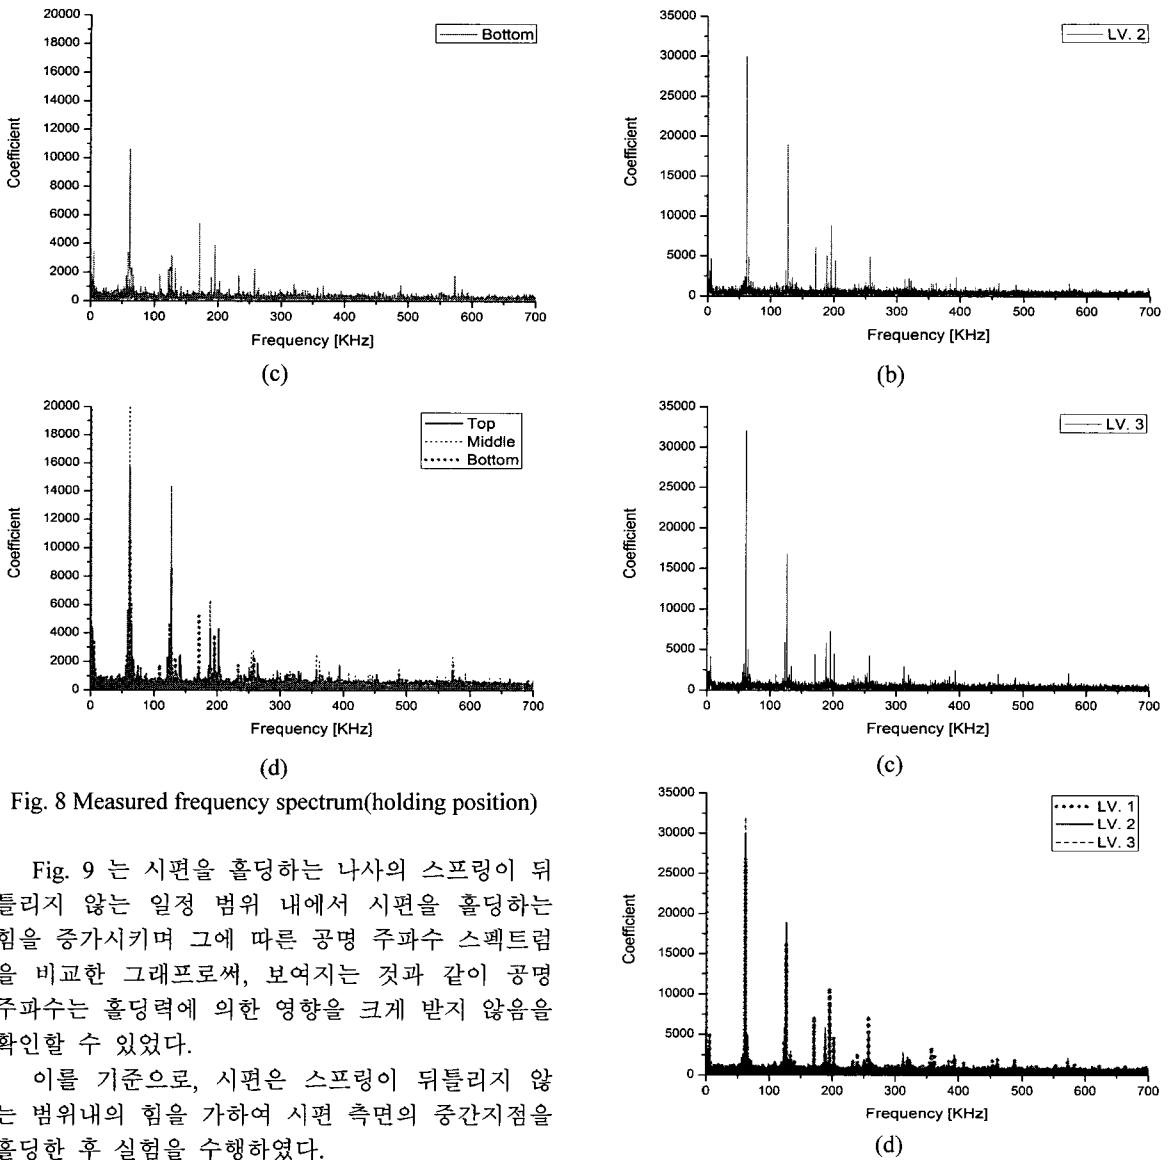 20000
18000
16000
14000
12000
10000
8000
6000
4000
2000
0
Coefficient
Bottom
0 100 200 300 400 500 600 700
Frequency [KHz]
(c)
20000
18000
16000
14000
12000
10000
8000
6000
4000
2000
0
Coefficient
Top
Middle
Bottom
0 100 200 300 400 500 600 700
Frequency [KHz]
(d)
Fig. 8 Measured frequency spectrum(holding position)
Fig. 9 는 시편을 홀딩하는 나사의 스프링이 뒤
틀리지 않는 일정 범위 내에서 시편을 홀딩하는
힘을 증가시키며 그에 따른 공명 주파수 스펙트럼
을 비교한 그래프로써, 보여지는 것과 같이 공명
주파수는 홀딩력에 의한 영향을 크게 받지 않음을
확인할 수 있었다.
이를 기준으로, 시편은 스프링이 뒤틀리지 않
는 범위내의 힘을 가하여 시편 측면의 중간지점을
홀딩한 후 실험을 수행하였다.
35000
30000
25000
20000
15000
10000
5000
0
Coefficient
LV. 2
0 100 200 300 400 500 600 700
Frequency [KHz]
(b)
35000
30000
25000
20000
15000
10000
5000
0
Coefficient
LV. 3
0 100 200 300 400 500 600 700
Frequency [KHz]
(c)
35000
30000
25000
20000
15000
10000
5000
0
Coefficient
LV. 1
LV. 2
LV. 3
0 100 200 300 400 500 600 700
Frequency [KHz]
(d)